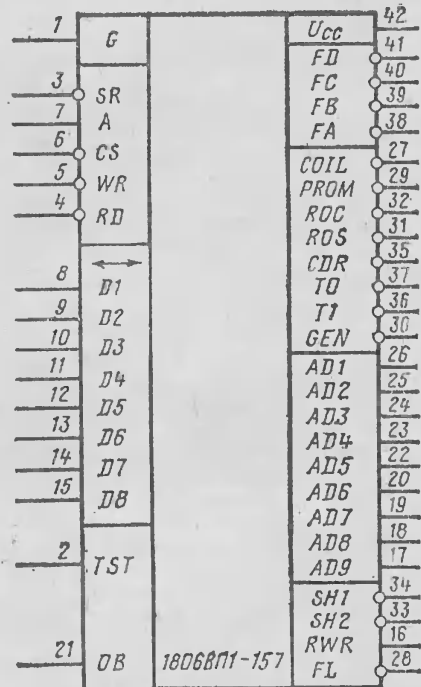 1 G
3 SR
7 A
6 CS
5 WR
4 RD
↔
8 D1
9 D2
10 D3
11 D4
12 D5
13 D6
14 D7
15 D8
2 TST
21 OB
1806ВП1-157
Ucc 42
FD 41
FC 40
FB 39
FA 38
COIL 27
PROM 29
ROC 32
ROS 31
CDR 35
TO 37
T1 36
GEN 30
AD1 26
AD2 25
AD3 24
AD4 23
AD5 22
AD6 20
AD7 19
AD8 18
AD9 17
SH1 34
SH2 33
RWR 16
FL 28